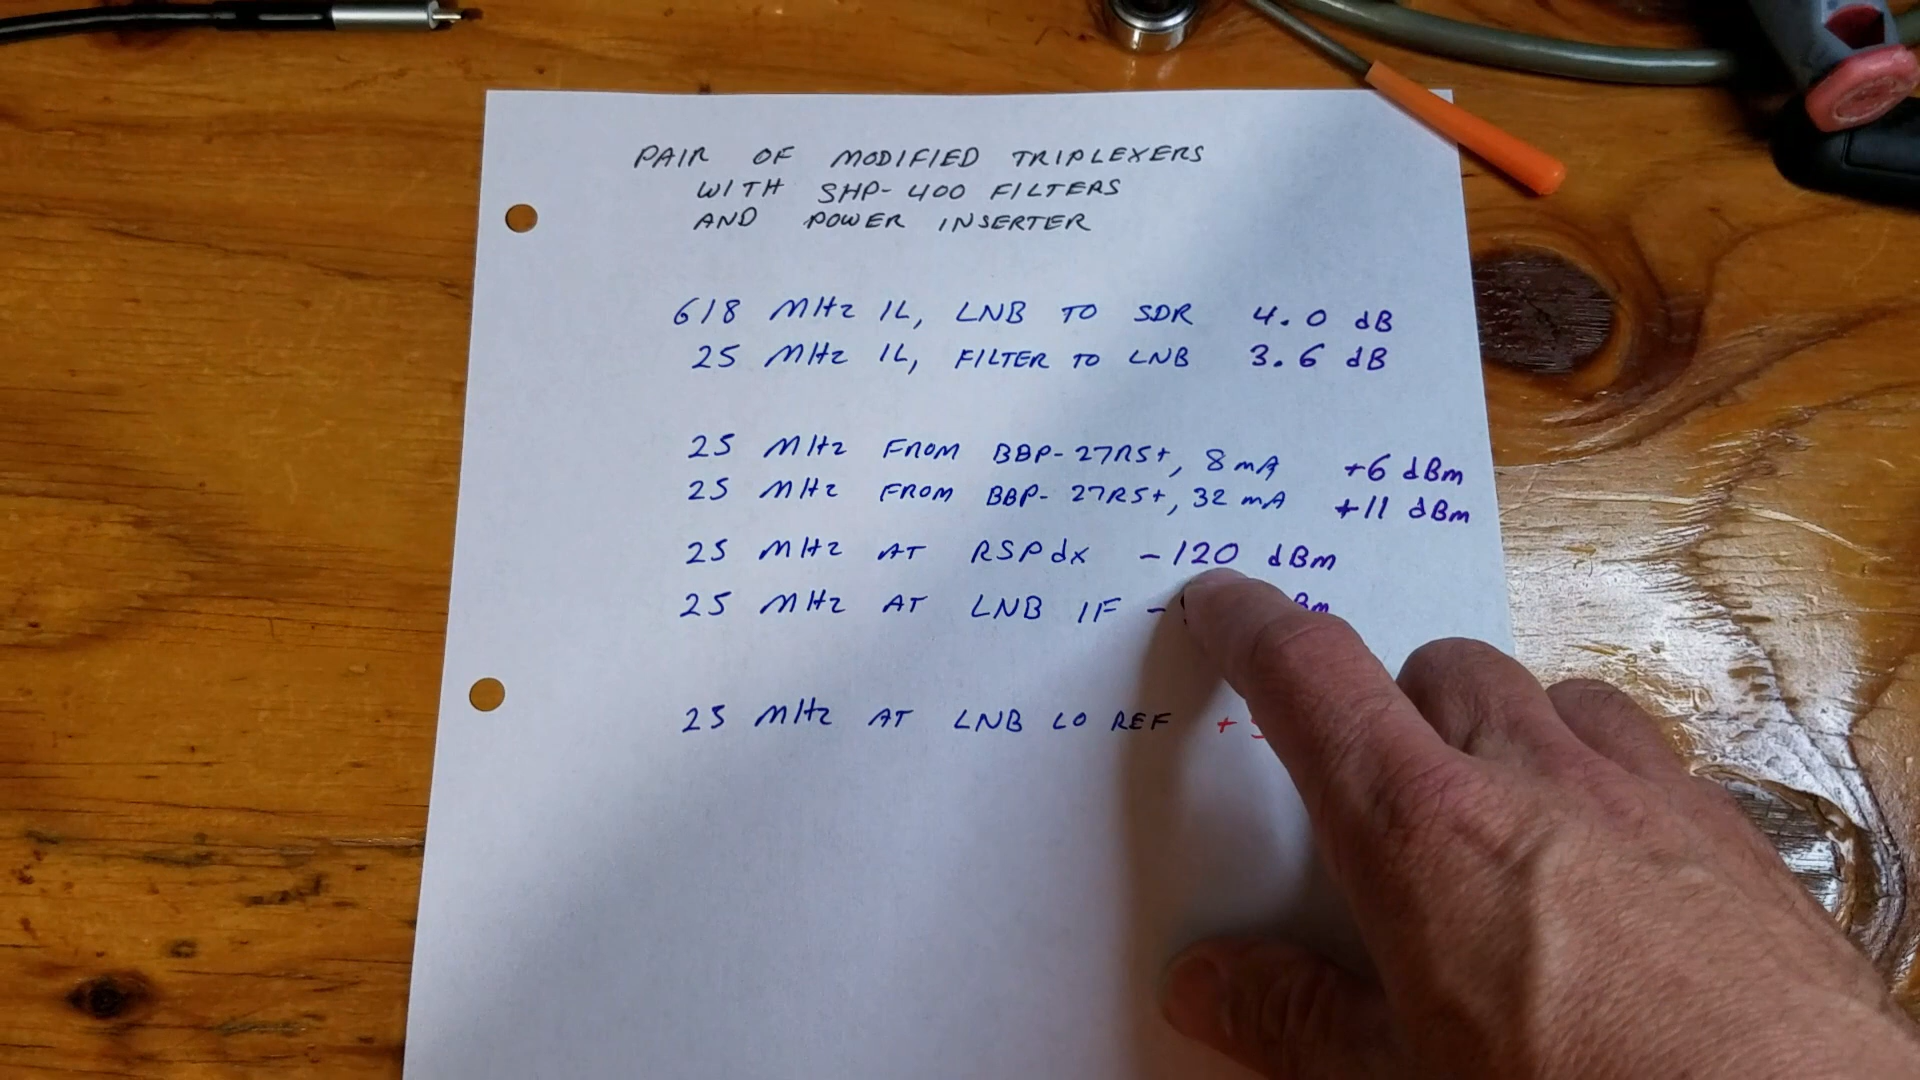 PAIR OF MODIFIED TRIPLEXERS
WITH SHP-400 FILTERS
AND POWER INSERTER
618 MHz IL, LNB TO SDR 4.0 dB
25 MHz IL, FILTER TO LNB 3.6 dB
25 MHz FROM BBP-27RS+, 8 mA +6 dBm
25 MHz FROM BBP-27RS+, 32 mA +11 dBm
25 MHz AT RSPdx -120 dBm
25 MHz AT LNB IF -
25 MHz AT LNB LO REF +